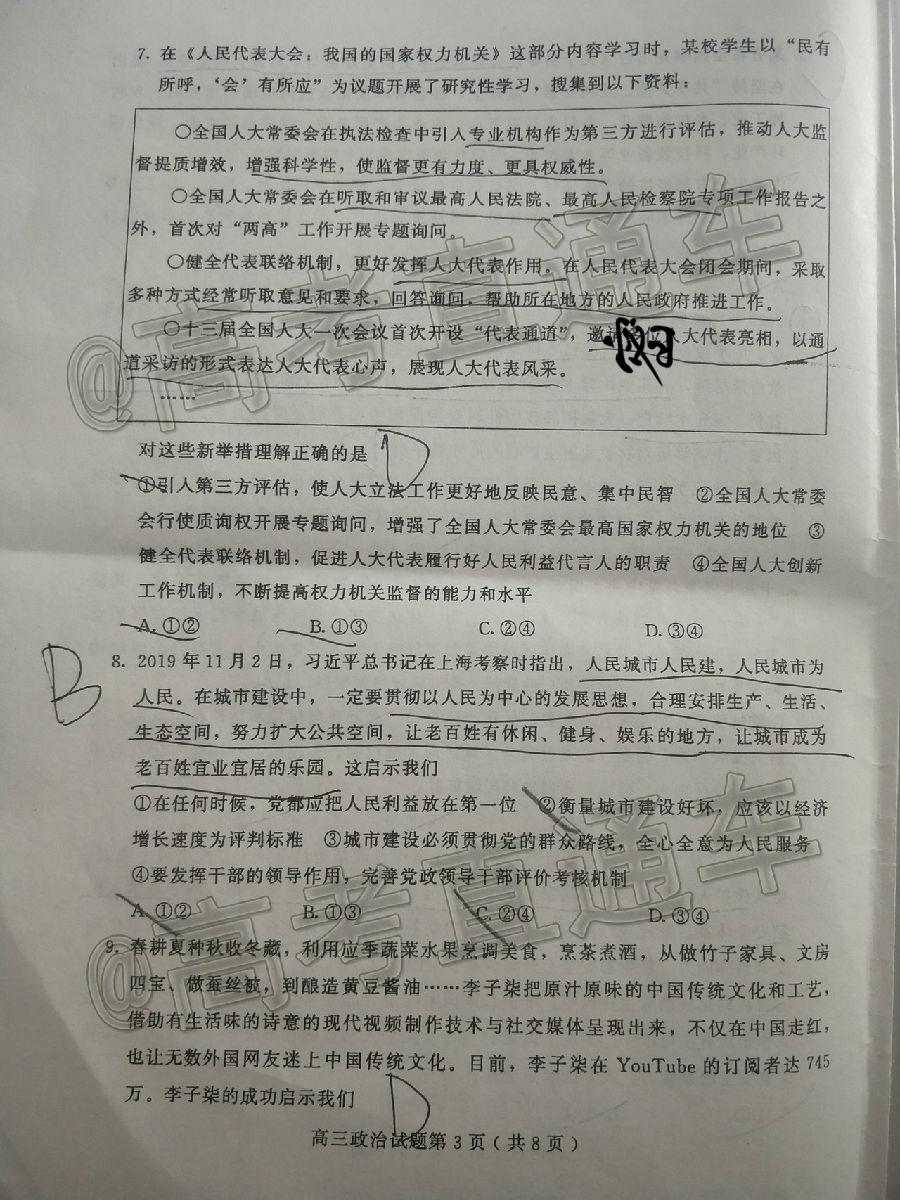 7. 在《人民代表大会：我国的国家权力机关》这部分内容学习时，某校学生以“民有
所呼，‘会’有所应”为议题开展了研究性学习，搜集到以下资料：
○全国人大常委会在执法检查中引入专业机构作为第三方进行评估，推动人大监
督提质增效，增强科学性，使监督更有力度、更具权威性。
○全国人大常委会在听取和审议最高人民法院、最高人民检察院专项工作报告之
外，首次对“两高”工作开展专题询问。
○健全代表联络机制，更好发挥人大代表作用。在人民代表大会闭会期间，采取
多种方式经常听取意见和要求，回答询问，帮助所在地方的人民政府推进工作。
○十三届全国人大一次会议首次开设“代表通道”，邀 人大代表亮相，以通
道采访的形式表达人大代表心声，展现人大代表风采。
……
对这些新举措理解正确的是 D
①引入第三方评估，使人大立法工作更好地反映民意、集中民智 ②全国人大常委
会行使质询权开展专题询问，增强了全国人大常委会最高国家权力机关的地位 ③
健全代表联络机制，促进人大代表履行好人民利益代言人的职责 ④全国人大创新
工作机制，不断提高权力机关监督的能力和水平
A. ①② B. ①③ C. ②④ D. ③④
B
8. 2019 年 11 月 2 日，习近平总书记在上海考察时指出，人民城市人民建，人民城市为
人民。在城市建设中，一定要贯彻以人民为中心的发展思想，合理安排生产、生活、
生态空间，努力扩大公共空间，让老百姓有休闲、健身、娱乐的地方，让城市成为
老百姓宜业宜居的乐园。这启示我们
①在任何时候，党都应把人民利益放在第一位 ②衡量城市建设好坏，应该以经济
增长速度为评判标准 ③城市建设必须贯彻党的群众路线，全心全意为人民服务
④要发挥干部的领导作用，完善党政领导干部评价考核机制
A. ①② B. ①③ C. ②④ D. ③④
9. 春耕夏种秋收冬藏，利用应季蔬菜水果烹调美食，烹茶煮酒，从做竹子家具、文房
四宝、做蚕丝被，到酿造黄豆酱油……李子柒把原汁原味的中国传统文化和工艺，
借助有生活味的诗意的现代视频制作技术与社交媒体呈现出来，不仅在中国走红，
也让无数外国网友迷上中国传统文化。目前，李子柒在 YouTube 的订阅者达 745
万。李子柒的成功启示我们 D
高三政治试题第 3 页（共 8 页）
@高考直通车
@高考直通车